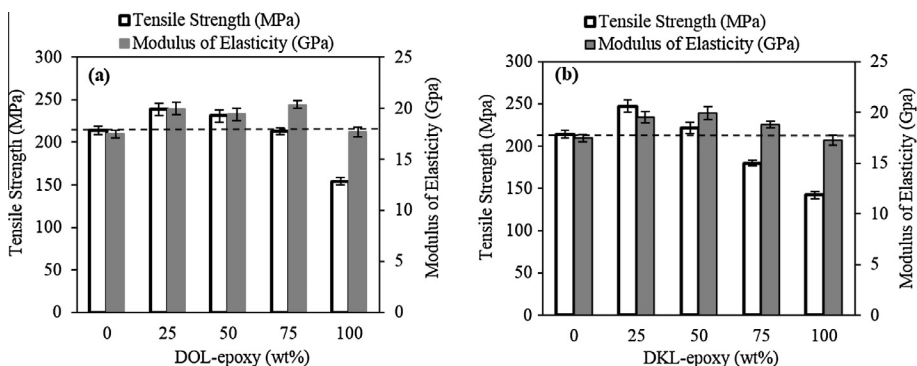 Tensile Strength (MPa)
Modulus of Elasticity (GPa)
(a)
300
250
200
150
100
50
0
Tensile Strength (MPa)
25
20
15
10
5
0
Modulus of Elasticity (Gpa)
0 25 50 75 100
DOL-epoxy (wt%)
Tensile Strength (MPa)
Modulus of Elasticity (GPa)
(b)
300
250
200
150
100
50
0
Tensile Strength (Mpa)
25
20
15
10
5
0
Modulus of Elasticity (GPa)
0 25 50 75 100
DKL-epoxy (wt%)